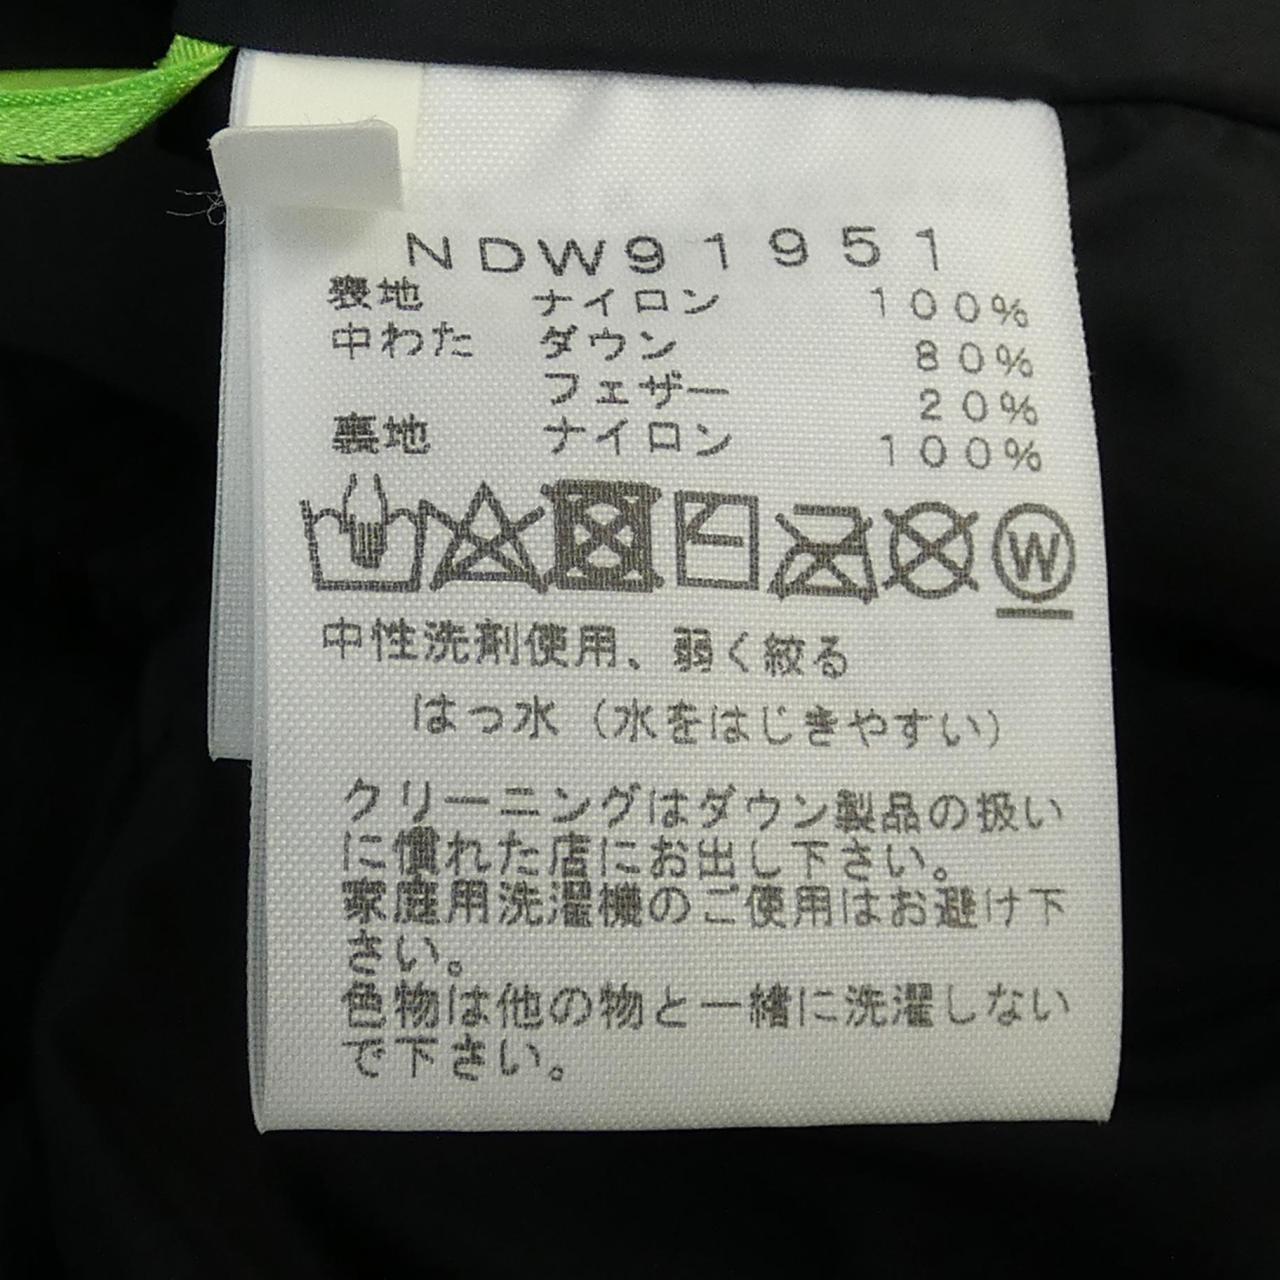 NDW91951
表地 ナイロン 100%
中わた ダウン 80%
フェザー 20%
裏地 ナイロン 100%
W
中性洗剤使用、弱く絞る
はっ水（水をはじきやすい）
クリーニングはダウン製品の扱い
に慣れた店にお出し下さい。
家庭用洗濯機のご使用はお避け下
さい。
色物は他の物と一緒に洗濯しない
で下さい。